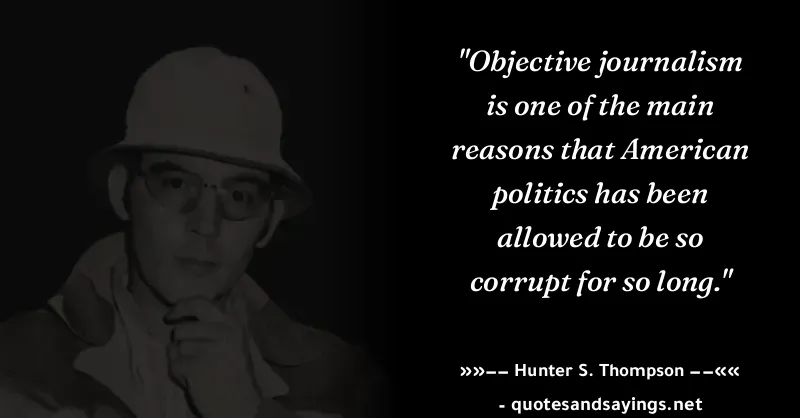 "Objective journalism
is one of the main
reasons that American
politics has been
allowed to be so
corrupt for so long."
»»–– Hunter S. Thompson ––««
- quotesandsayings.net